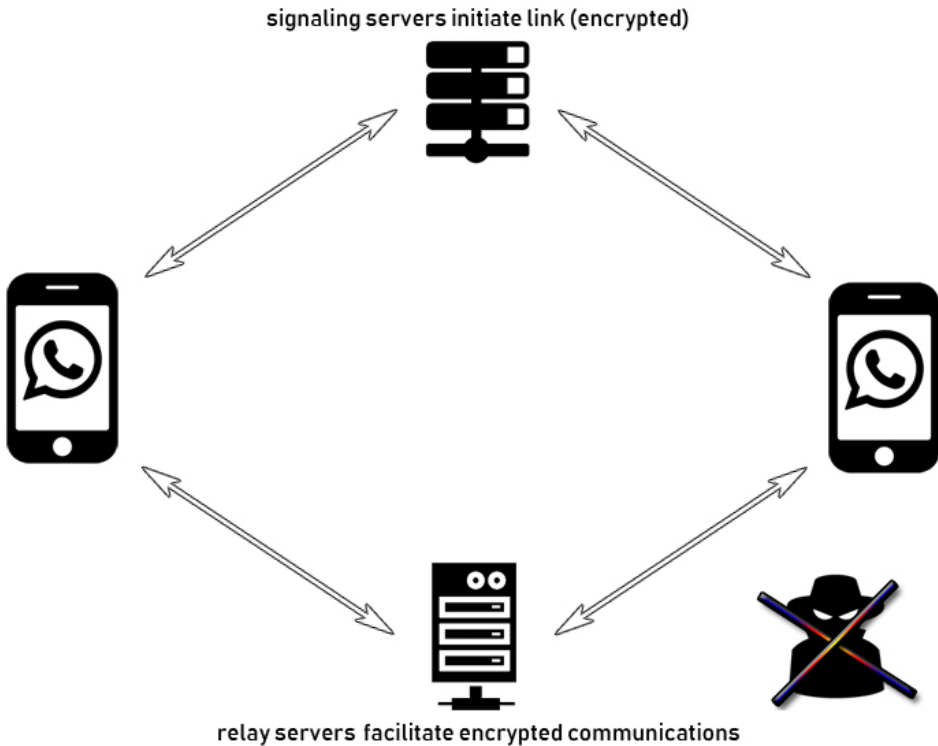 signaling servers initiate link (encrypted)
relay servers facilitate encrypted communications